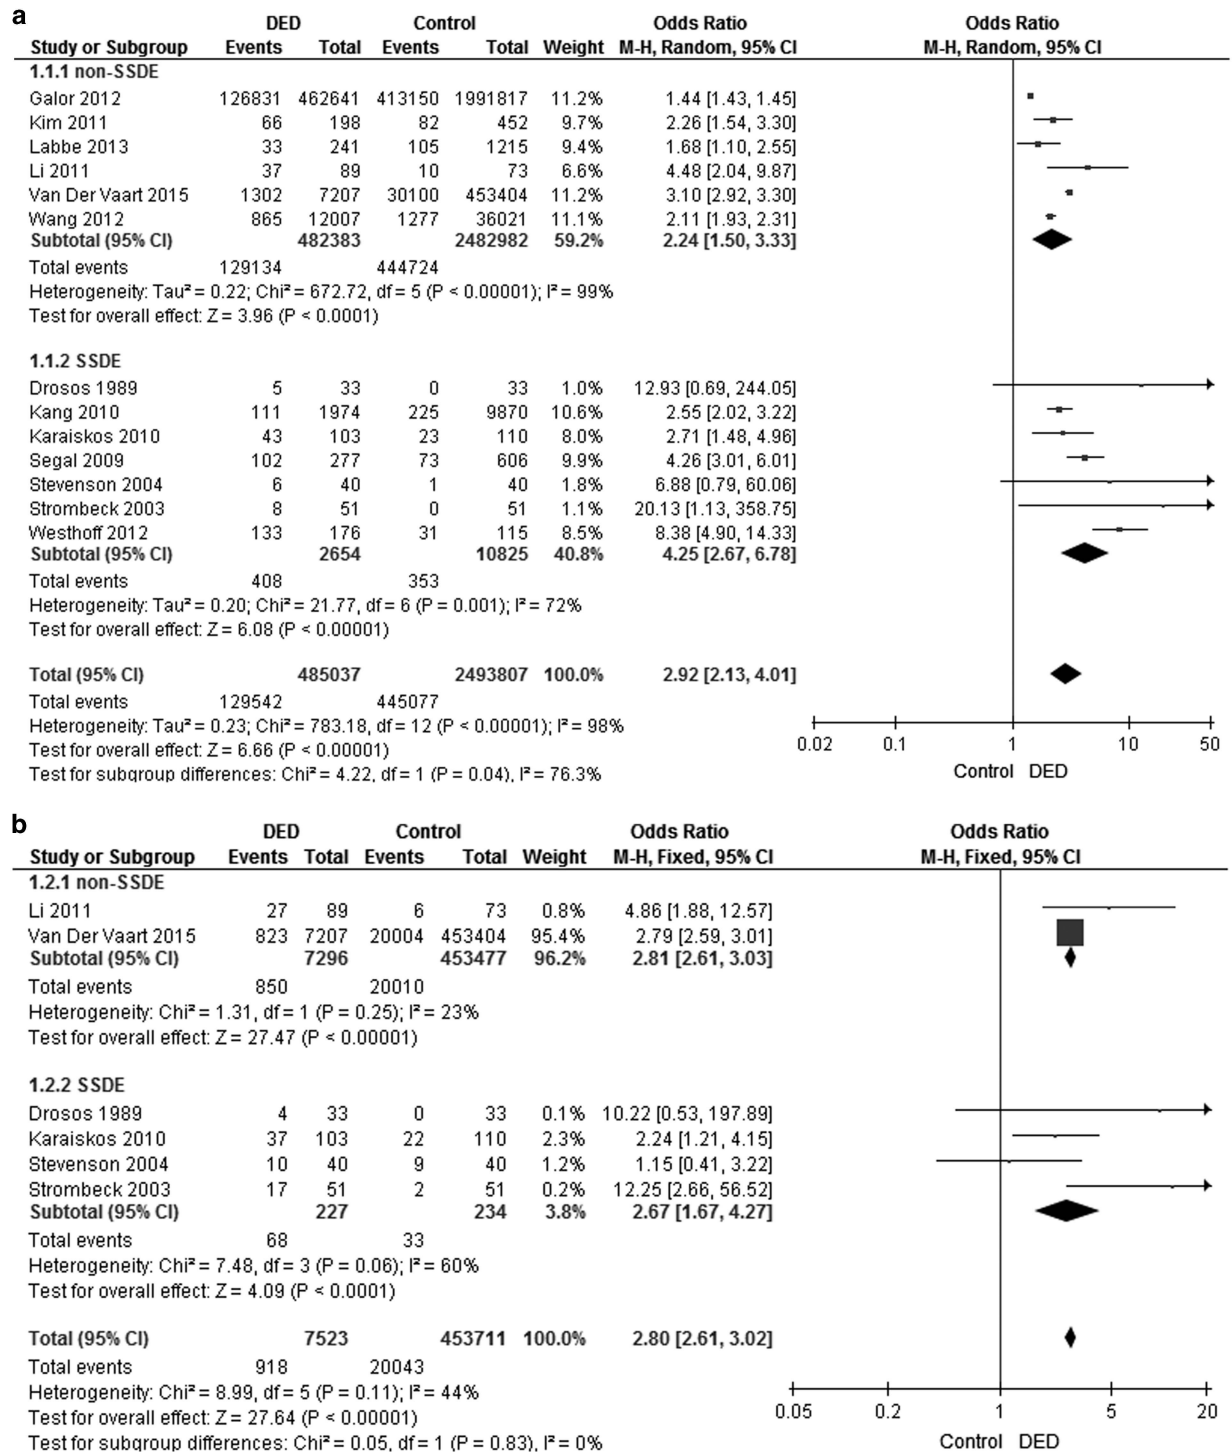 a
DED Control Odds Ratio Odds Ratio
Study or Subgroup Events Total Events Total Weight M-H, Random, 95% CI M-H, Random, 95% CI
1.1.1 non-SSDE
Galor 2012 126831 462641 413150 1991817 11.2% 1.44 [1.43, 1.45]
Kim 2011 66 198 82 452 9.7% 2.26 [1.54, 3.30]
Labbe 2013 33 241 105 1215 9.4% 1.68 [1.10, 2.55]
Li 2011 37 89 10 73 6.6% 4.48 [2.04, 9.87]
Van Der Vaart 2015 1302 7207 30100 453404 11.2% 3.10 [2.92, 3.30]
Wang 2012 865 12007 1277 36021 11.1% 2.11 [1.93, 2.31]
Subtotal (95% CI) 482383 2482982 59.2% 2.24 [1.50, 3.33]
Total events 129134 444724
Heterogeneity: Tau² = 0.22; Chi² = 672.72, df = 5 (P < 0.00001); I² = 99%
Test for overall effect: Z = 3.96 (P < 0.0001)
1.1.2 SSDE
Drosos 1989 5 33 0 33 1.0% 12.93 [0.69, 244.05]
Kang 2010 111 1974 225 9870 10.6% 2.55 [2.02, 3.22]
Karaiskos 2010 43 103 23 110 8.0% 2.71 [1.48, 4.96]
Segal 2009 102 277 73 606 9.9% 4.26 [3.01, 6.01]
Stevenson 2004 6 40 1 40 1.8% 6.88 [0.79, 60.06]
Strombeck 2003 8 51 0 51 1.1% 20.13 [1.13, 358.75]
Westhoff 2012 133 176 31 115 8.5% 8.38 [4.90, 14.33]
Subtotal (95% CI) 2654 10825 40.8% 4.25 [2.67, 6.78]
Total events 408 353
Heterogeneity: Tau² = 0.20; Chi² = 21.77, df = 6 (P = 0.001); I² = 72%
Test for overall effect: Z = 6.08 (P < 0.00001)
Total (95% CI) 485037 2493807 100.0% 2.92 [2.13, 4.01]
Total events 129542 445077
Heterogeneity: Tau² = 0.23; Chi² = 783.18, df = 12 (P < 0.00001); I² = 98%
Test for overall effect: Z = 6.66 (P < 0.00001)
Test for subgroup differences: Chi² = 4.22, df = 1 (P = 0.04), I² = 76.3%
0.02 0.1 1 10 50
Control DED
b
DED Control Odds Ratio Odds Ratio
Study or Subgroup Events Total Events Total Weight M-H, Fixed, 95% CI M-H, Fixed, 95% CI
1.2.1 non-SSDE
Li 2011 27 89 6 73 0.8% 4.86 [1.88, 12.57]
Van Der Vaart 2015 823 7207 20004 453404 95.4% 2.79 [2.59, 3.01]
Subtotal (95% CI) 7296 453477 96.2% 2.81 [2.61, 3.03]
Total events 850 20010
Heterogeneity: Chi² = 1.31, df = 1 (P = 0.25); I² = 23%
Test for overall effect: Z = 27.47 (P < 0.00001)
1.2.2 SSDE
Drosos 1989 4 33 0 33 0.1% 10.22 [0.53, 197.89]
Karaiskos 2010 37 103 22 110 2.3% 2.24 [1.21, 4.15]
Stevenson 2004 10 40 9 40 1.2% 1.15 [0.41, 3.22]
Strombeck 2003 17 51 2 51 0.2% 12.25 [2.66, 56.52]
Subtotal (95% CI) 227 234 3.8% 2.67 [1.67, 4.27]
Total events 68 33
Heterogeneity: Chi² = 7.48, df = 3 (P = 0.06); I² = 60%
Test for overall effect: Z = 4.09 (P < 0.0001)
Total (95% CI) 7523 453711 100.0% 2.80 [2.61, 3.02]
Total events 918 20043
Heterogeneity: Chi² = 8.99, df = 5 (P = 0.11); I² = 44%
Test for overall effect: Z = 27.64 (P < 0.00001)
Test for subgroup differences: Chi² = 0.05, df = 1 (P = 0.83), I² = 0%
0.05 0.2 1 5 20
Control DED